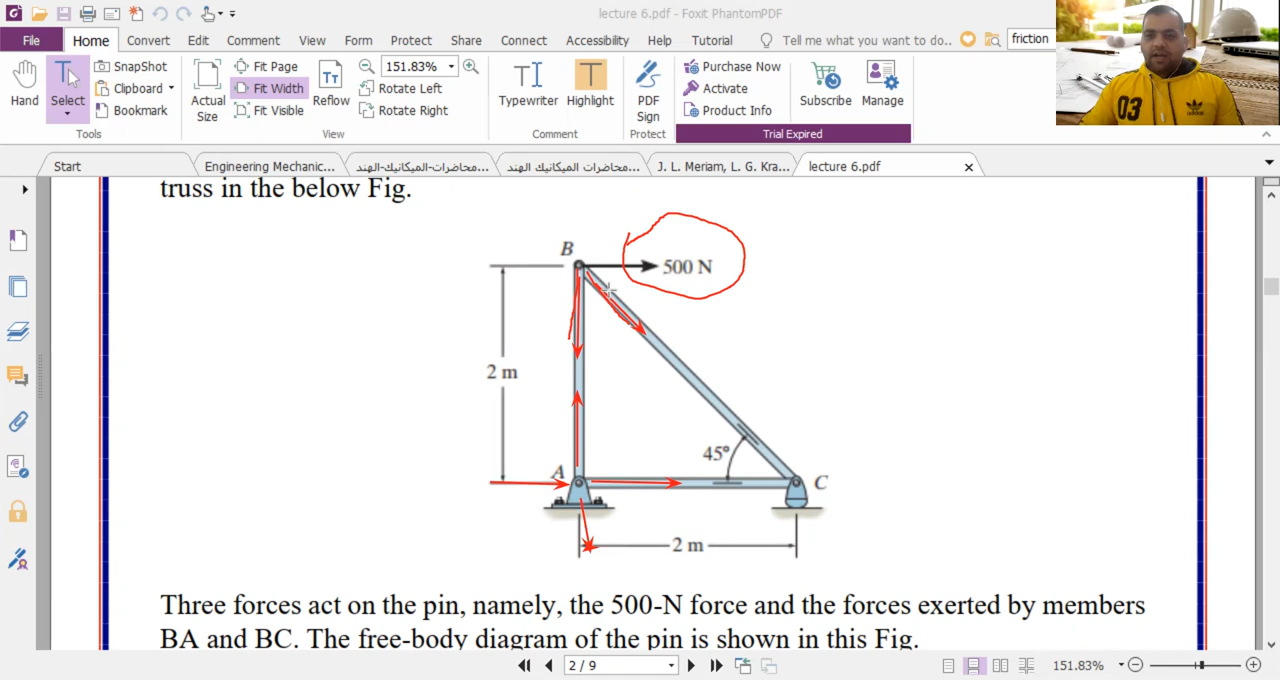 lecture 6.pdf - Foxit PhantomPDF
File Home Convert Edit Comment View Form Protect Share Connect Accessibility Help Tutorial Tell me what you want to do.. friction
Hand
Select
SnapShot
Clipboard
Bookmark
Tools
Actual Size
Fit Page
Fit Width
Fit Visible
Reflow
151.83%
Rotate Left
Rotate Right
View
Typewriter
Highlight
Comment
PDF Sign
Protect
Purchase Now
Activate
Product Info
Subscribe
Manage
Trial Expired
03
adidas
Start
Engineering Mechanic...
محاضرات-الميكانيك-الهند...
محاضرات الميكانيك الهند...
J. L. Meriam, L. G. Kra...
lecture 6.pdf
truss in the below Fig.
B
500 N
2 m
45°
A
C
2 m
Three forces act on the pin, namely, the 500-N force and the forces exerted by members
BA and BC. The free-body diagram of the pin is shown in this Fig.
2 / 9
151.83%